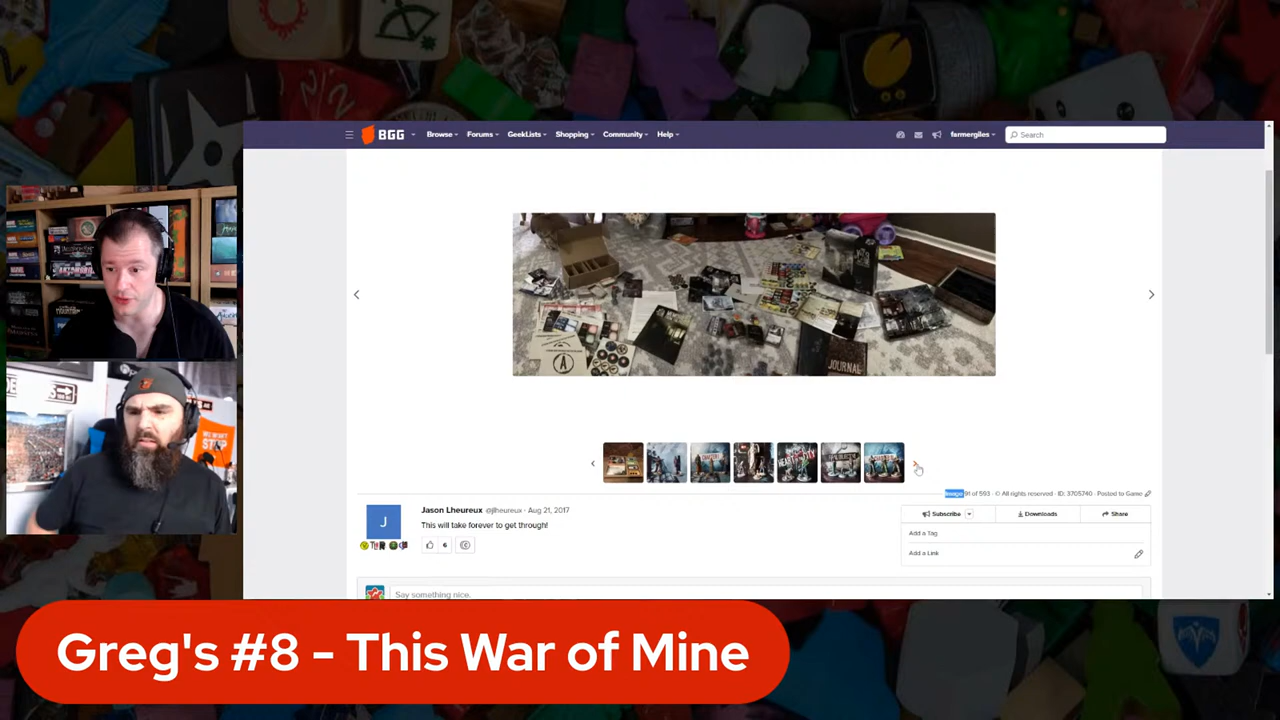 BGG
Browse
Forums
GeekLists
Shopping
Community
Help
farmergiles
Search
JOURNAL
of 593 · © All rights reserved · ID: 3705740 · Posted to Game
J
Jason Lheureux @jlheureux · Aug 21, 2017
This will take forever to get through!
6
Subscribe
Downloads
Share
Add a Tag
Add a Link
Say something nice.
Greg's #8 - This War of Mine